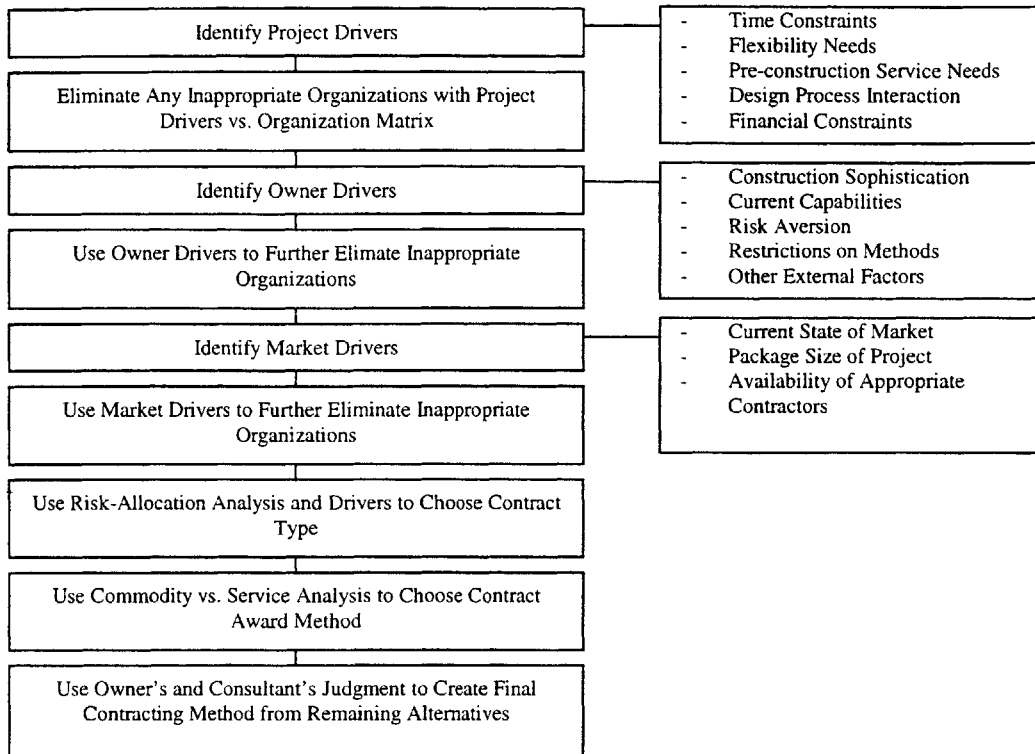 Identify Project Drivers
- Time Constraints
- Flexibility Needs
- Pre-construction Service Needs
- Design Process Interaction
- Financial Constraints
Eliminate Any Inappropriate Organizations with Project
Drivers vs. Organization Matrix
Identify Owner Drivers
- Construction Sophistication
- Current Capabilities
- Risk Aversion
- Restrictions on Methods
- Other External Factors
Use Owner Drivers to Further Elimate Inappropriate
Organizations
Identify Market Drivers
- Current State of Market
- Package Size of Project
- Availability of Appropriate
Contractors
Use Market Drivers to Further Eliminate Inappropriate
Organizations
Use Risk-Allocation Analysis and Drivers to Choose Contract
Type
Use Commodity vs. Service Analysis to Choose Contract
Award Method
Use Owner's and Consultant's Judgment to Create Final
Contracting Method from Remaining Alternatives